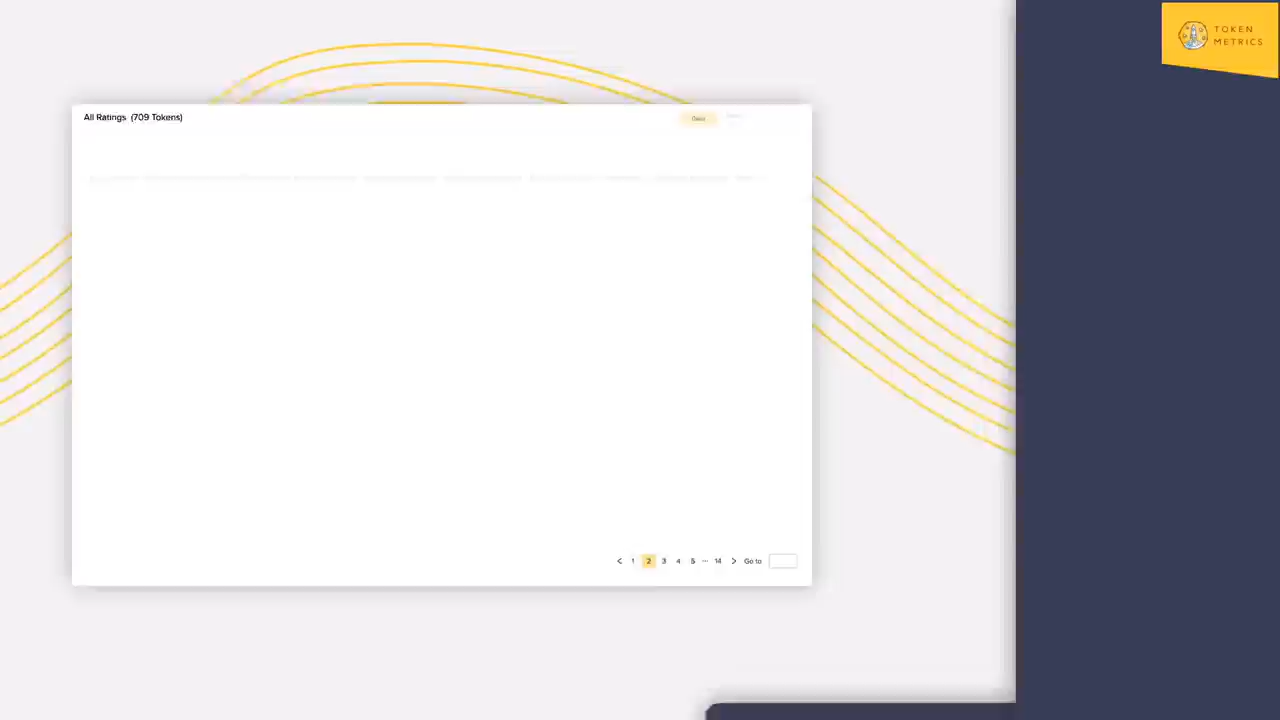 TOKEN
METRICS
All Ratings (709 Tokens)
< 1 2 3 4 5 ... 14 > Go to